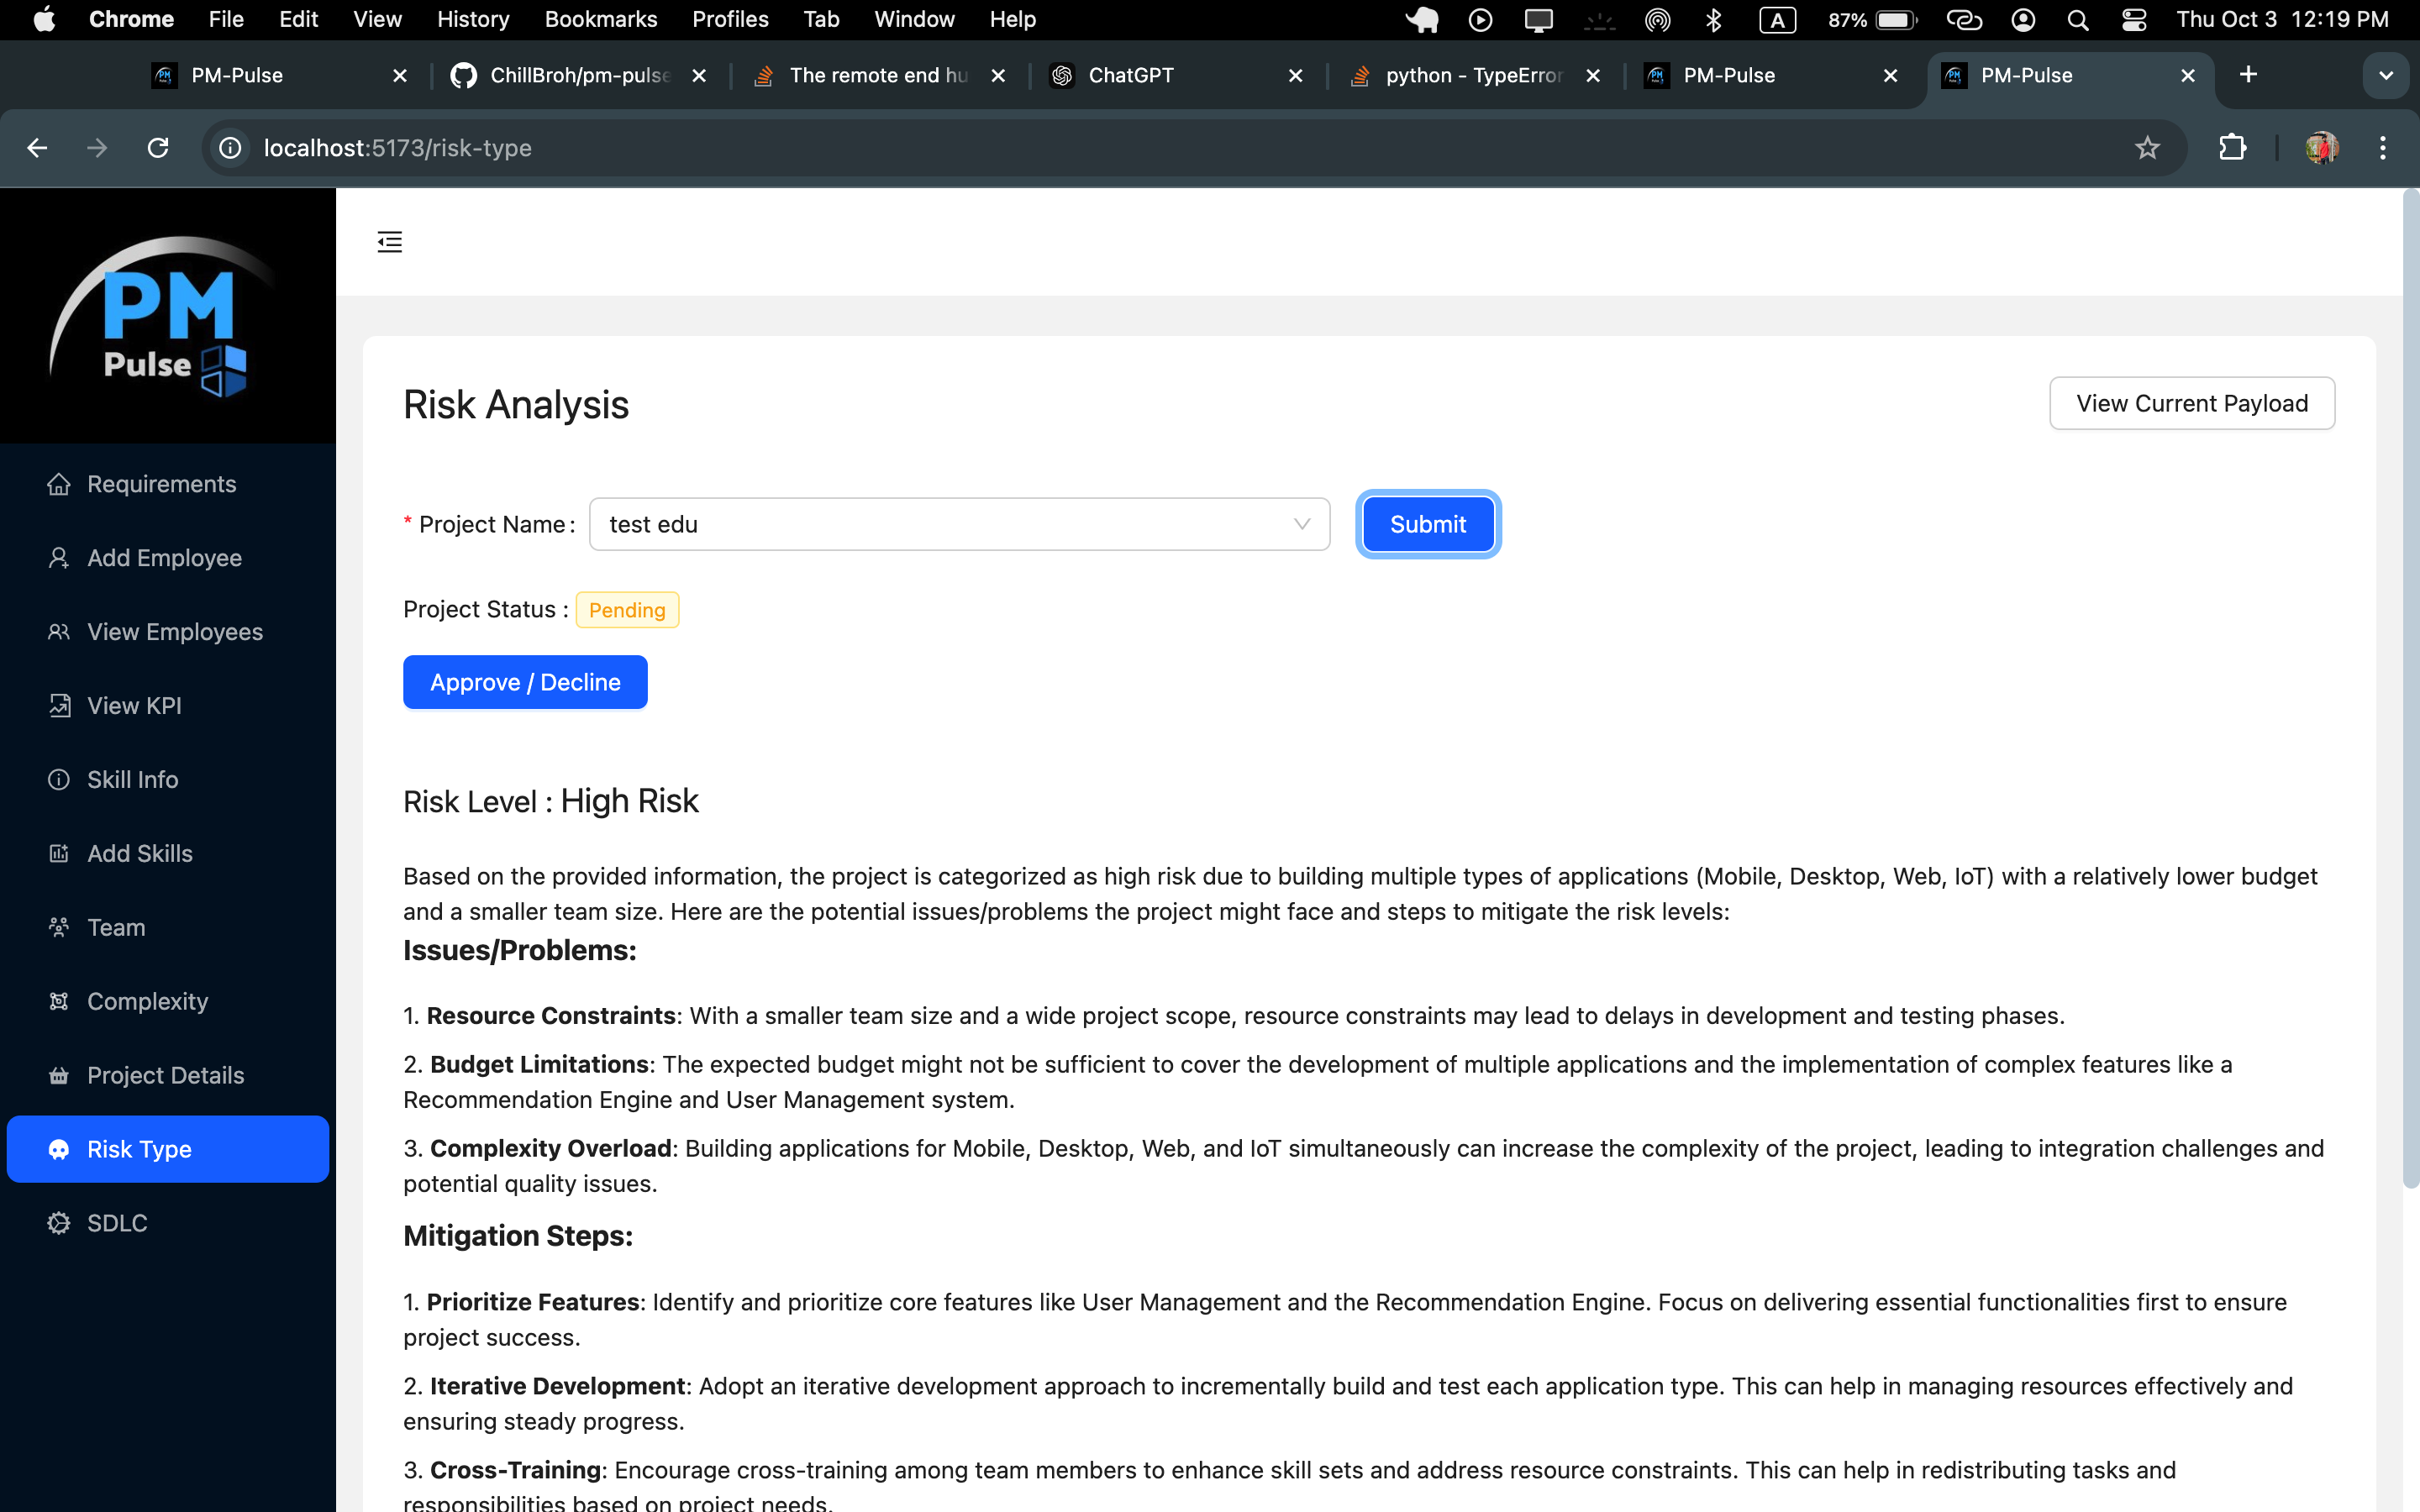 Chrome File Edit View History Bookmarks Profiles Tab Window Help A 87% Thu Oct 3 12:19 PM
PM-Pulse ChillBroh/pm-pulse The remote end hu ChatGPT python - TypeError PM-Pulse PM-Pulse
localhost:5173/risk-type
PM
Pulse
Requirements
Add Employee
View Employees
View KPI
Skill Info
Add Skills
Team
Complexity
Project Details
Risk Type
SDLC
Risk Analysis
View Current Payload
* Project Name : test edu Submit
Project Status : Pending
Approve / Decline
Risk Level : High Risk
Based on the provided information, the project is categorized as high risk due to building multiple types of applications (Mobile, Desktop, Web, IoT) with a relatively lower budget
and a smaller team size. Here are the potential issues/problems the project might face and steps to mitigate the risk levels:
Issues/Problems:
1. Resource Constraints: With a smaller team size and a wide project scope, resource constraints may lead to delays in development and testing phases.
2. Budget Limitations: The expected budget might not be sufficient to cover the development of multiple applications and the implementation of complex features like a
Recommendation Engine and User Management system.
3. Complexity Overload: Building applications for Mobile, Desktop, Web, and IoT simultaneously can increase the complexity of the project, leading to integration challenges and
potential quality issues.
Mitigation Steps:
1. Prioritize Features: Identify and prioritize core features like User Management and the Recommendation Engine. Focus on delivering essential functionalities first to ensure
project success.
2. Iterative Development: Adopt an iterative development approach to incrementally build and test each application type. This can help in managing resources effectively and
ensuring steady progress.
3. Cross-Training: Encourage cross-training among team members to enhance skill sets and address resource constraints. This can help in redistributing tasks and
responsibilities based on project needs.